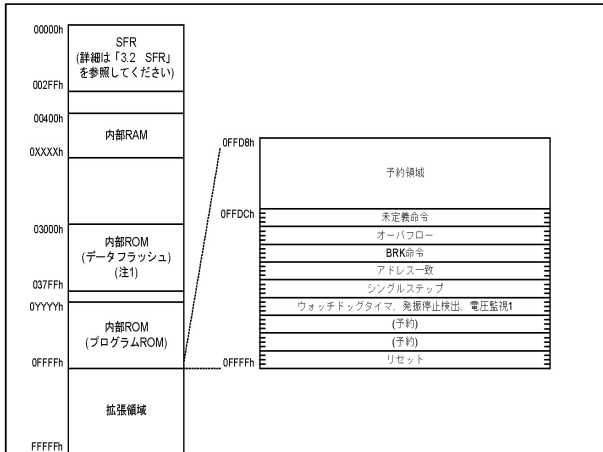 00000h
SFR
(詳細は「3.2 SFR」
を参照してください)
002FFh
00400h
内部RAM
0XXXXh
03000h
内部ROM
(データフラッシュ)
(注1)
037FFh
0YYYYh
内部ROM
(プログラムROM)
0FFFFh
拡張領域
FFFFFh
0FFD8h
予約領域
0FFDCh
未定義命令
オーバフロー
BRK命令
アドレス一致
シングルステップ
ウォッチドッグタイマ、発振停止検出、電圧監視1
(予約)
(予約)
リセット
0FFFFh